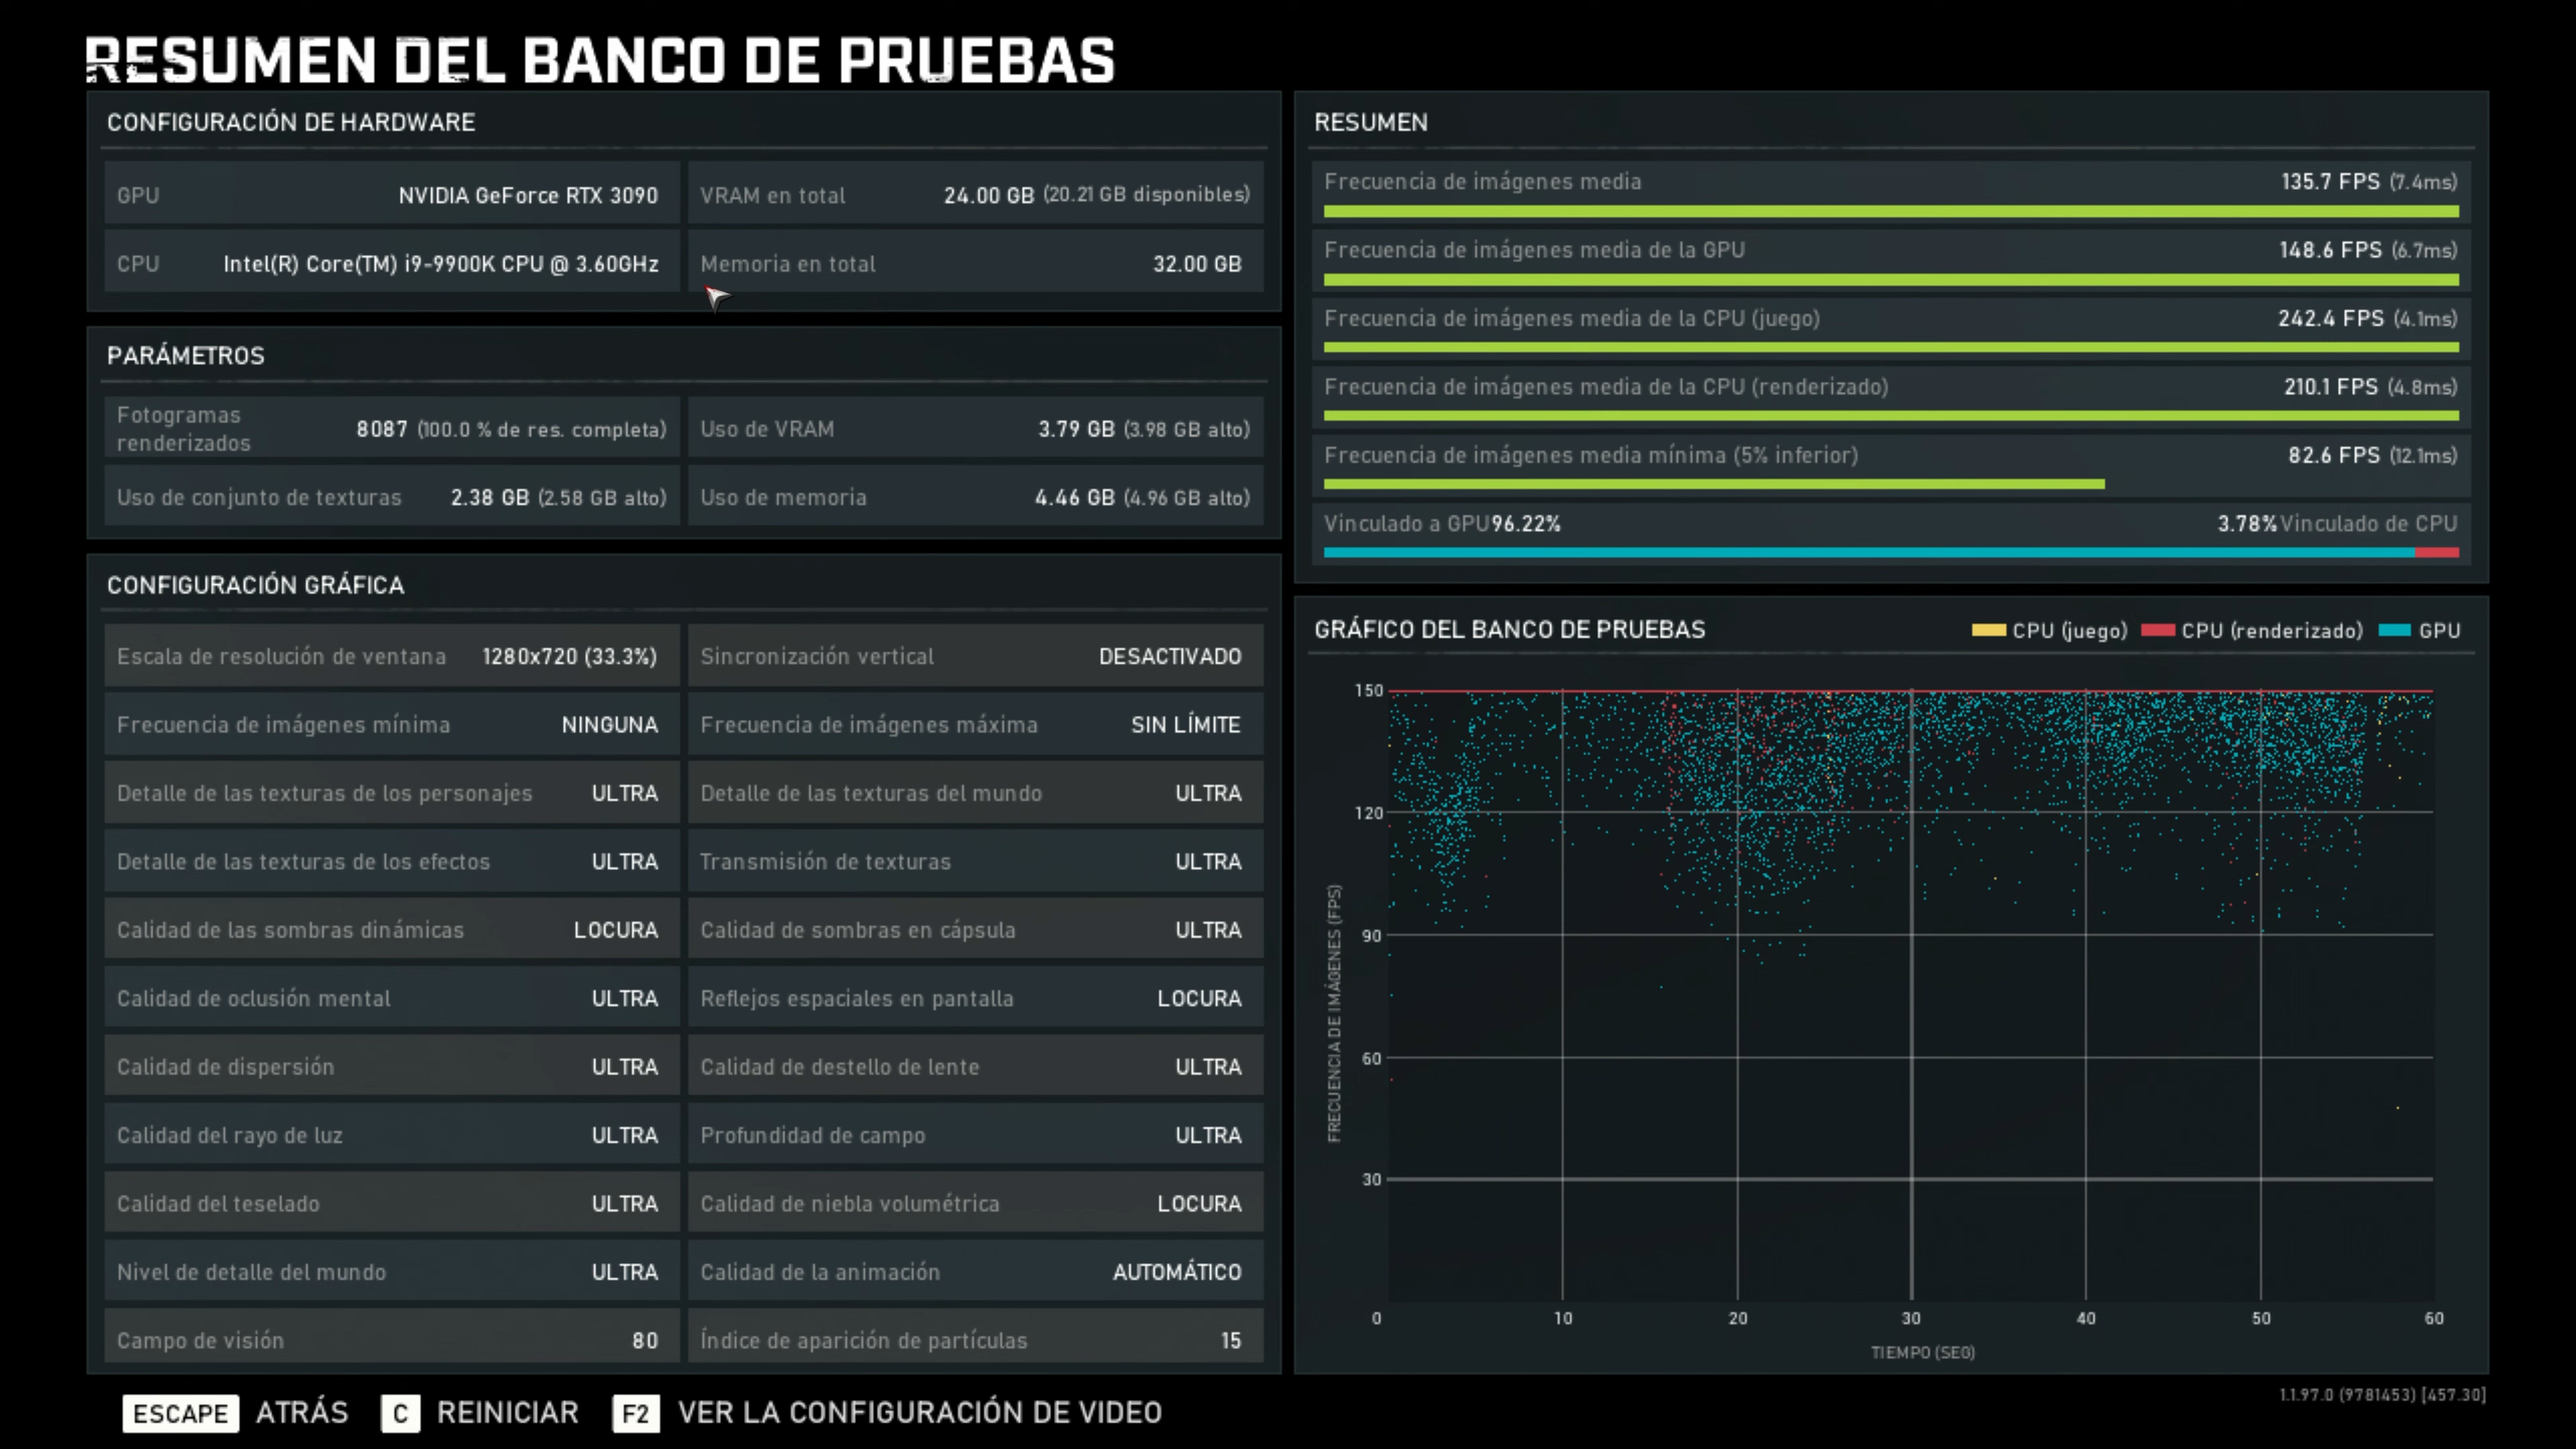 RESUMEN DEL BANCO DE PRUEBAS
CONFIGURACIÓN DE HARDWARE
GPU NVIDIA GeForce RTX 3090 VRAM en total 24.00 GB (20.21 GB disponibles)
CPU Intel(R) Core(TM) i9-9900K CPU @ 3.60GHz Memoria en total 32.00 GB
PARÁMETROS
Fotogramas
renderizados 8087 (100.0 % de res. completa) Uso de VRAM 3.79 GB (3.98 GB alto)
Uso de conjunto de texturas 2.38 GB (2.58 GB alto) Uso de memoria 4.46 GB (4.96 GB alto)
CONFIGURACIÓN GRÁFICA
Escala de resolución de ventana 1280x720 (33.3%) Sincronización vertical DESACTIVADO
Frecuencia de imágenes mínima NINGUNA Frecuencia de imágenes máxima SIN LÍMITE
Detalle de las texturas de los personajes ULTRA Detalle de las texturas del mundo ULTRA
Detalle de las texturas de los efectos ULTRA Transmisión de texturas ULTRA
Calidad de las sombras dinámicas LOCURA Calidad de sombras en cápsula ULTRA
Calidad de oclusión mental ULTRA Reflejos espaciales en pantalla LOCURA
Calidad de dispersión ULTRA Calidad de destello de lente ULTRA
Calidad del rayo de luz ULTRA Profundidad de campo ULTRA
Calidad del teselado ULTRA Calidad de niebla volumétrica LOCURA
Nivel de detalle del mundo ULTRA Calidad de la animación AUTOMÁTICO
Campo de visión 80 Índice de aparición de partículas 15
RESUMEN
Frecuencia de imágenes media 135.7 FPS (7.4ms)
Frecuencia de imágenes media de la GPU 148.6 FPS (6.7ms)
Frecuencia de imágenes media de la CPU (juego) 242.4 FPS (4.1ms)
Frecuencia de imágenes media de la CPU (renderizado) 210.1 FPS (4.8ms)
Frecuencia de imágenes media mínima (5% inferior) 82.6 FPS (12.1ms)
Vinculado a GPU 96.22% 3.78% Vinculado de CPU
GRÁFICO DEL BANCO DE PRUEBAS CPU (juego) CPU (renderizado) GPU
150
120
90
60
30
FRECUENCIA DE IMÁGENES (FPS)
0 10 20 30 40 50 60
TIEMPO (SEG)
ESCAPE ATRÁS C REINICIAR F2 VER LA CONFIGURACIÓN DE VIDEO
1.1.97.0 (9781453) [457.30]